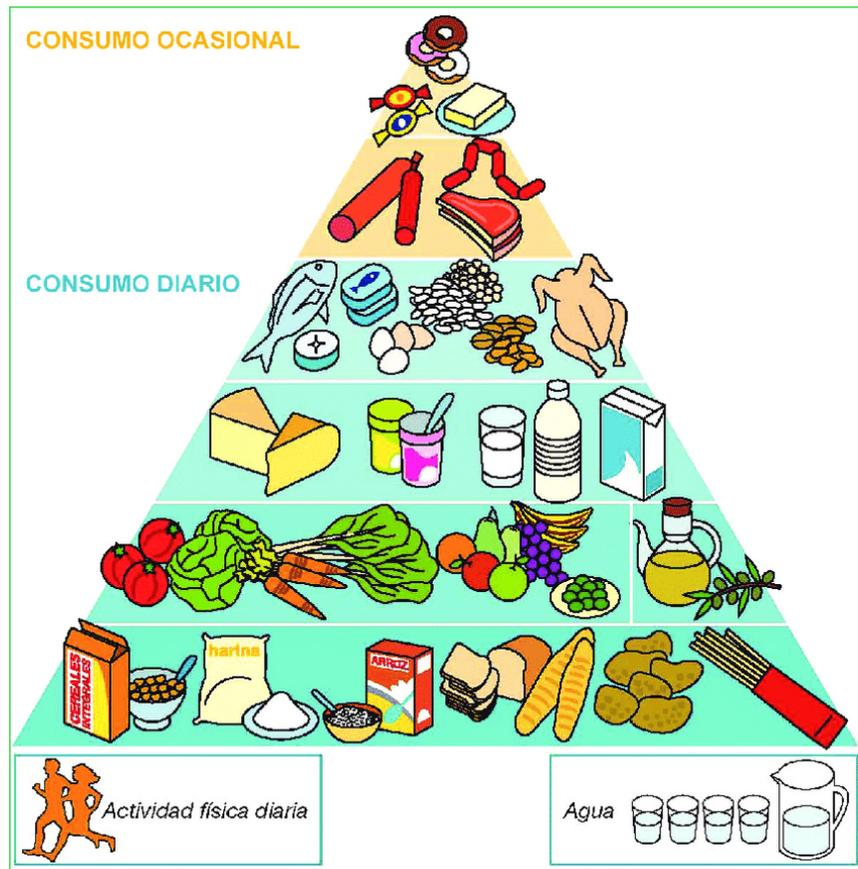 CONSUMO OCASIONAL
CONSUMO DIARIO
CEREALES
INTEGRALES
harina
ARROZ
Actividad física diaria
Agua